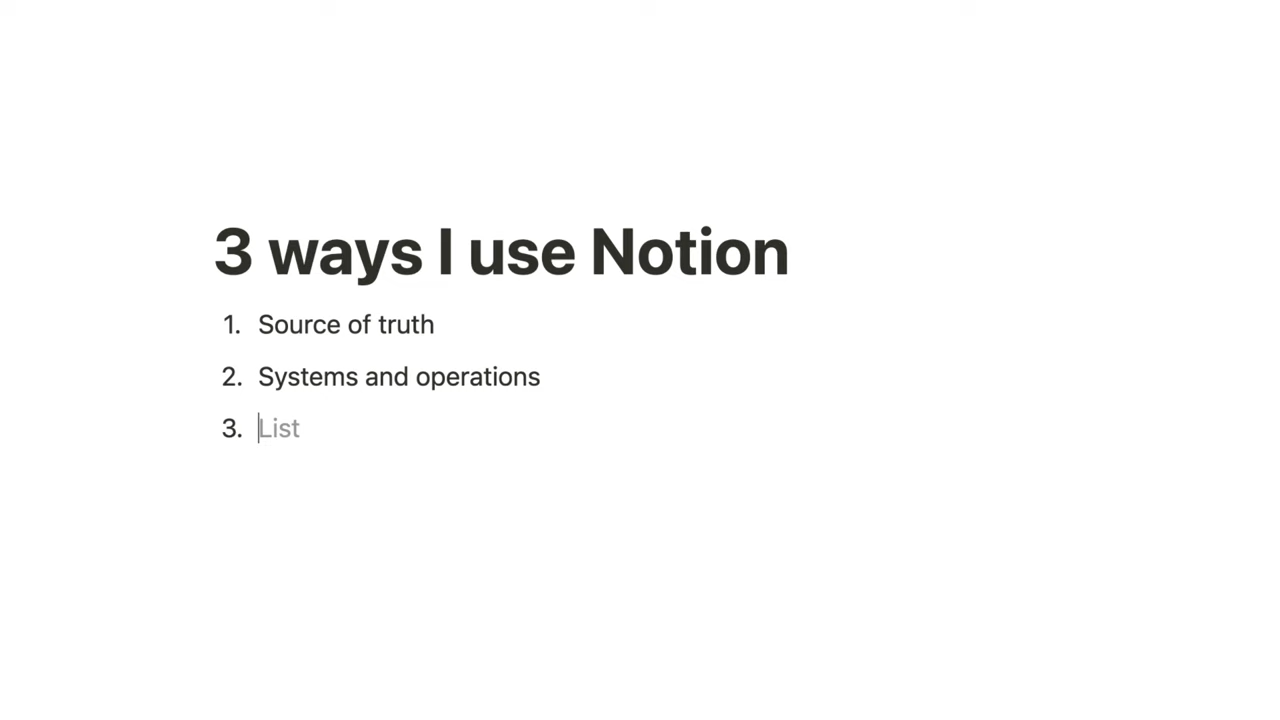 3 ways I use Notion
1. Source of truth
2. Systems and operations
3. List